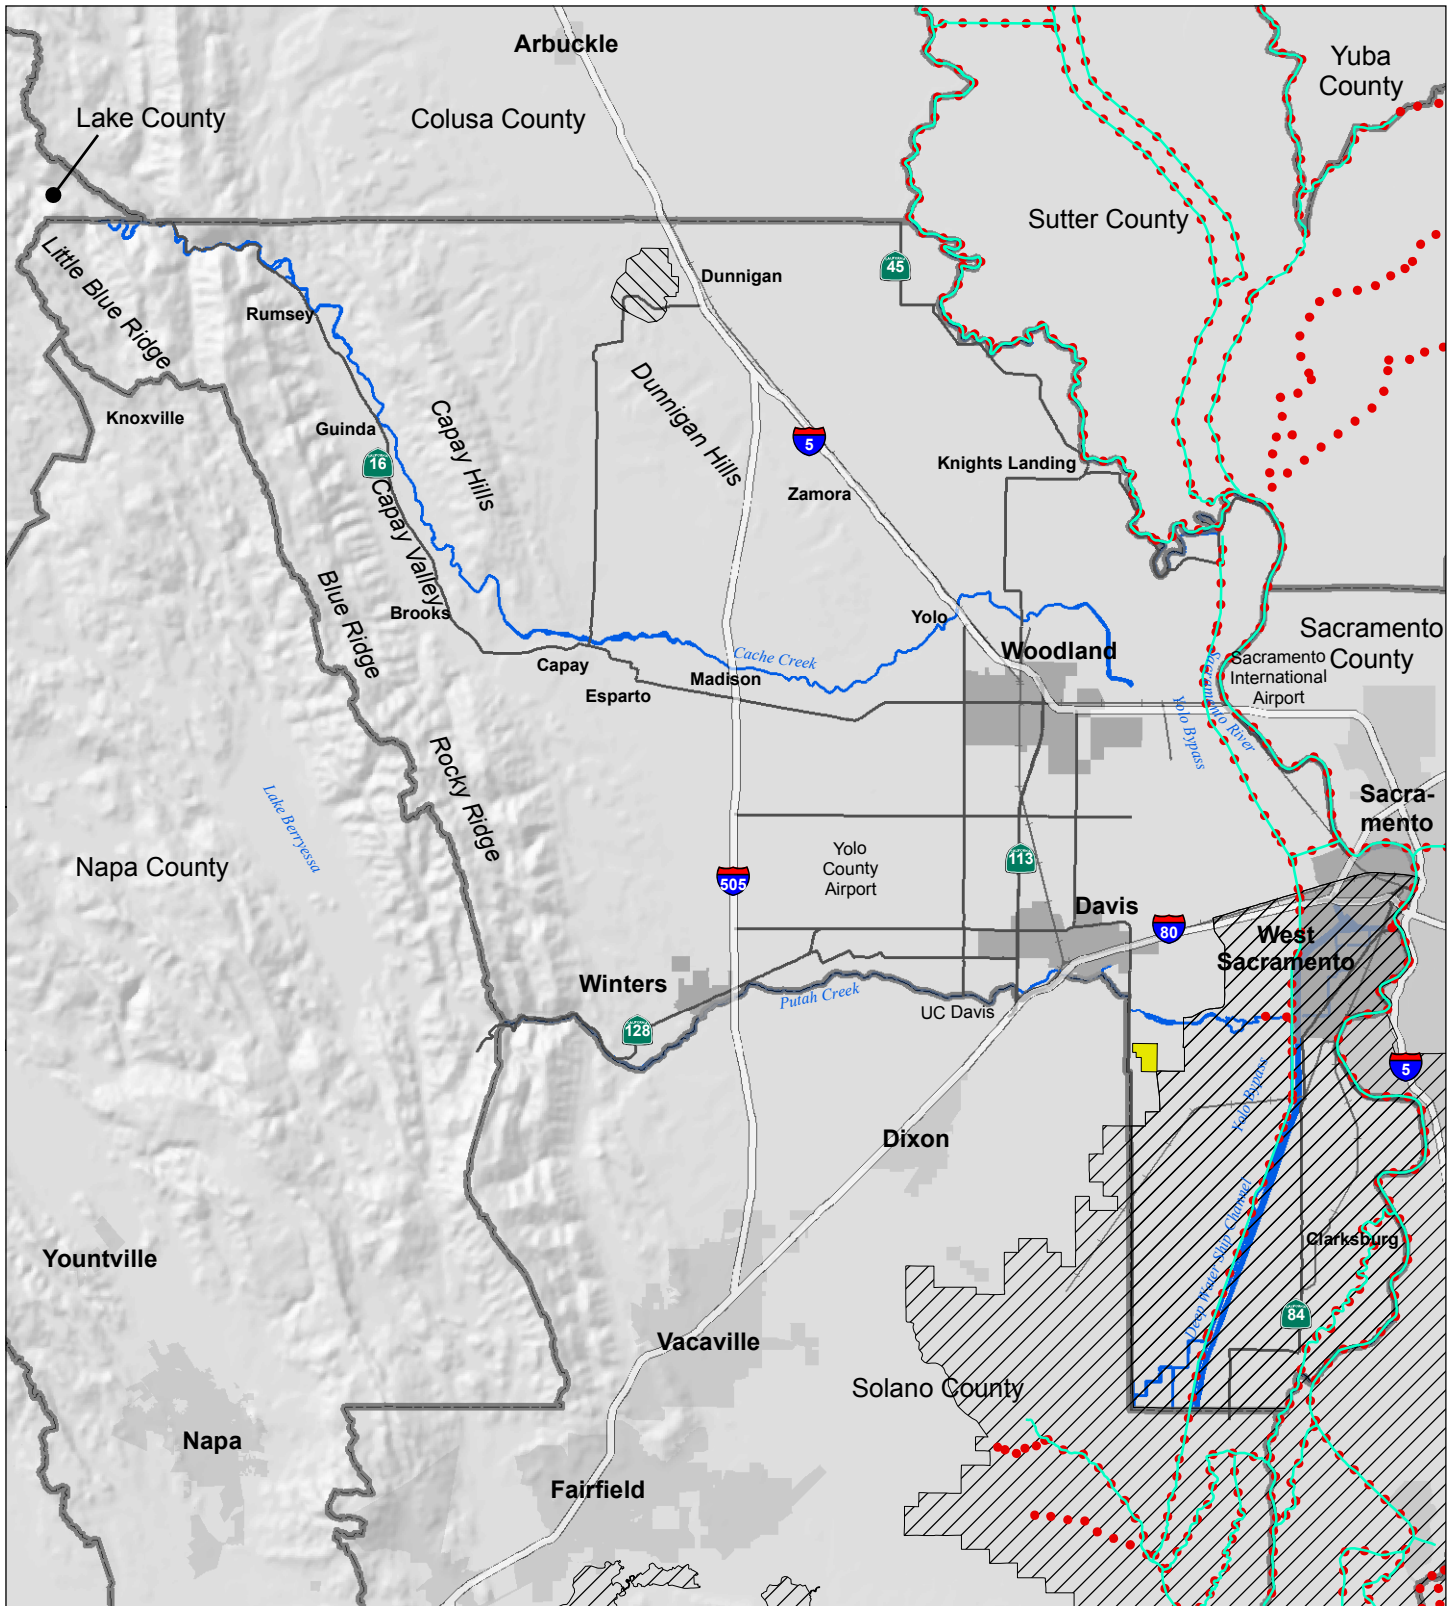 Arbuckle
Yuba
County
Lake County
Colusa County
Sutter County
Little Blue Ridge
Dunnigan
45
Rumsey
Dunnigan Hills
Knoxville
Guinda
Capay Hills
5
16
Knights Landing
Zamora
Capay Valley
Blue Ridge
Brooks
Yolo
Sacramento
County
Woodland
Cache Creek
Capay
Madison
Esparto
Sacramento
International
Airport
Sacramento River
Yolo Bypass
Rocky Ridge
Lake Berryessa
Sacra-
mento
Napa County
Yolo
County
Airport
113
505
Davis
80
West
Sacramento
Winters
Putah Creek
UC Davis
128
5
Yolo Bypass
Dixon
Deep Water Ship Channel
Clarksburg
Yountville
84
Vacaville
Solano County
Napa
Fairfield